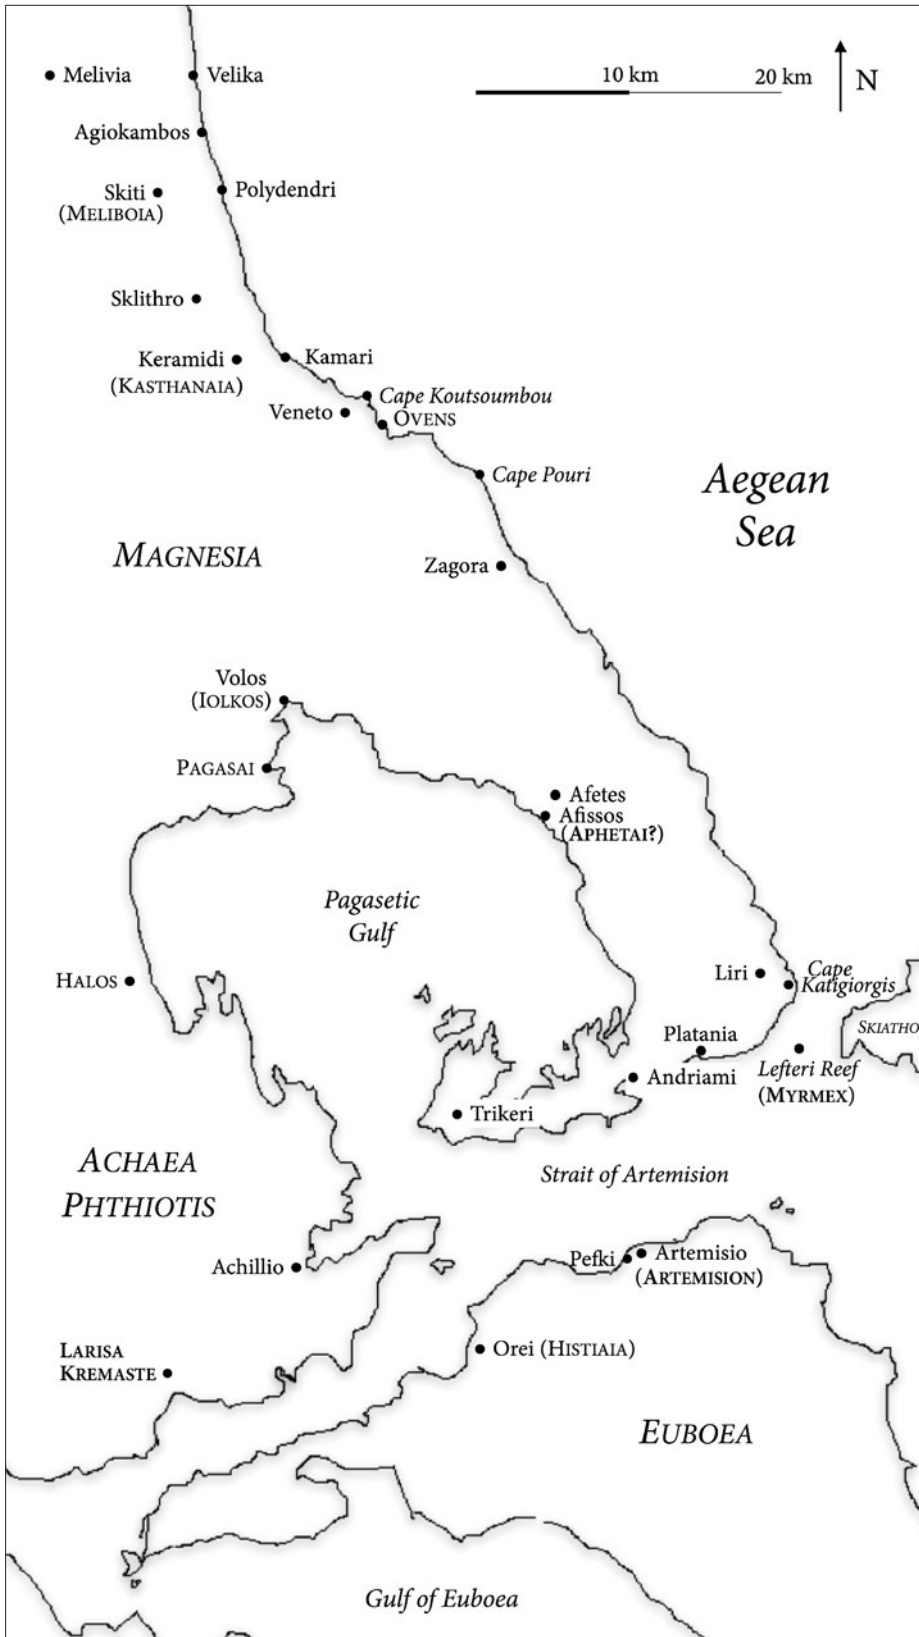 Melivia
Velika
10 km
20 km
N
Agiokambos
Skiti
(MELIBOIA)
Polydendri
Sklithro
Keramidi
(KASTHANAIA)
Kamari
Cape Koutsoumbou
Veneto
OVENS
Cape Pouri
Aegean
Sea
MAGNESIA
Zagora
Volos
(IOLKOS)
PAGASAI
Afetes
Afissos
(APHETAI?)
Pagasetic
Gulf
HALOS
Liri
Cape
Katigiorgis
SKIATHO
Platania
Lefteri Reef
(MYRMEX)
Andriami
Trikeri
ACHAEA
PHTHIOTIS
Strait of Artemision
Achillio
Pefki
Artemisio
(ARTEMISION)
LARISA
KREMASTE
Orei (HISTIAIA)
EUBOEA
Gulf of Euboea